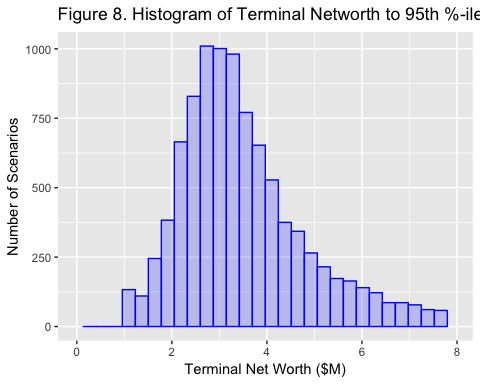 Figure 8. Histogram of Terminal Networth to 95th %-ile
1000
750
500
250
0
Number of Scenarios
0 2 4 6 8
Terminal Net Worth ($M)